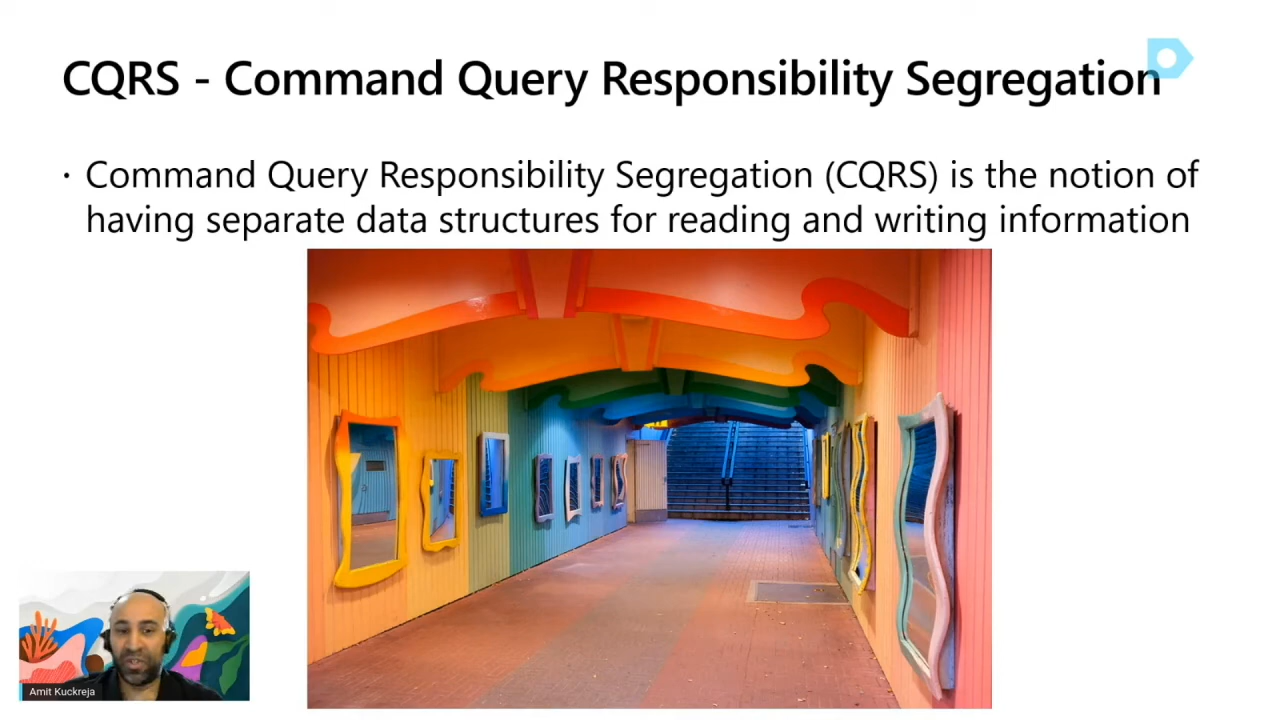 CQRS - Command Query Responsibility Segregation
• Command Query Responsibility Segregation (CQRS) is the notion of
having separate data structures for reading and writing information
Amit Kuckreja